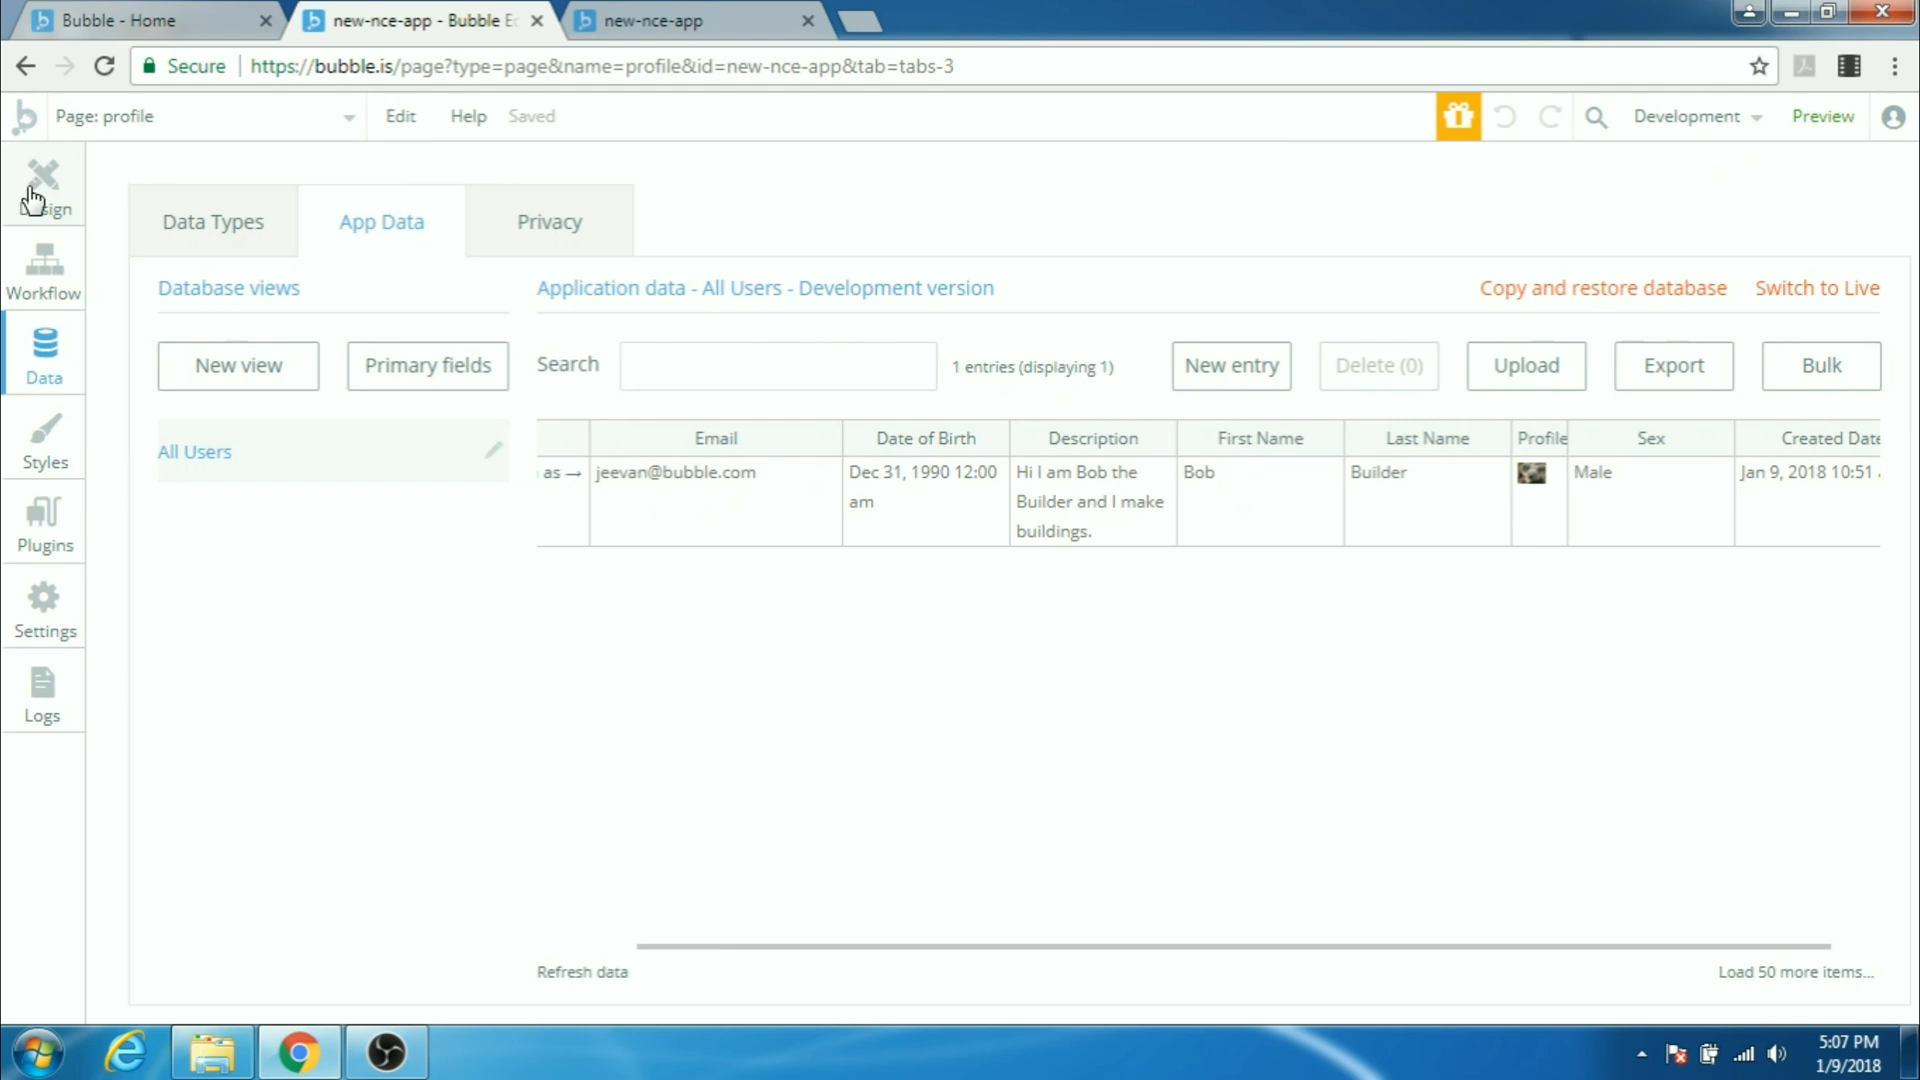 Bubble - Home
new-nce-app - Bubble E
new-nce-app
Secure
https://bubble.is/page?type=page&name=profile&id=new-nce-app&tab=tabs-3
Page: profile
Edit
Help
Saved
Development
Preview
Design
Workflow
Data
Styles
Plugins
Settings
Logs
Data Types
App Data
Privacy
Database views
Application data - All Users - Development version
Copy and restore database
Switch to Live
New view
Primary fields
Search
1 entries (displaying 1)
New entry
Delete (0)
Upload
Export
Bulk
All Users
Email
Date of Birth
Description
First Name
Last Name
Profile
Sex
Created Date
as →
jeevan@bubble.com
Dec 31, 1990 12:00
am
Hi I am Bob the
Builder and I make
buildings.
Bob
Builder
Male
Jan 9, 2018 10:51
Refresh data
Load 50 more items...
5:07 PM
1/9/2018